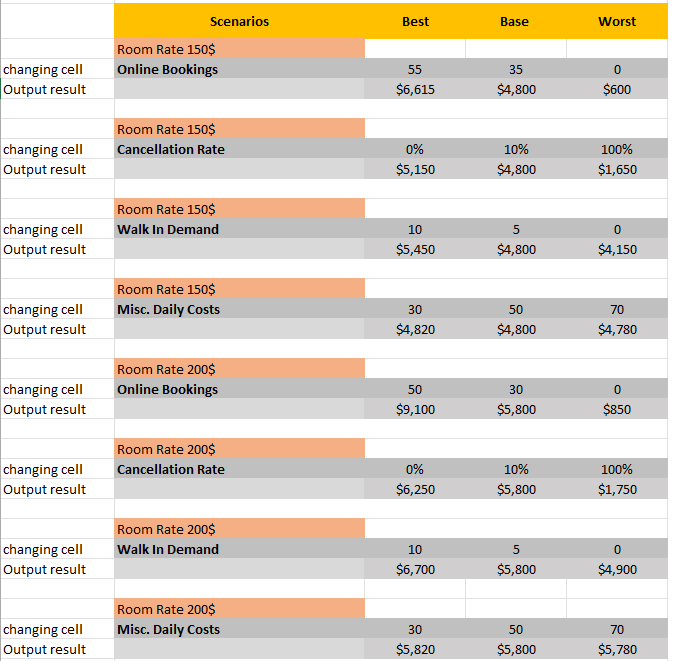 Scenarios Best Base Worst
Room Rate 150$
changing cell Online Bookings 55 35 0
Output result $6,615 $4,800 $600
Room Rate 150$
changing cell Cancellation Rate 0% 10% 100%
Output result $5,150 $4,800 $1,650
Room Rate 150$
changing cell Walk In Demand 10 5 0
Output result $5,450 $4,800 $4,150
Room Rate 150$
changing cell Misc. Daily Costs 30 50 70
Output result $4,820 $4,800 $4,780
Room Rate 200$
changing cell Online Bookings 50 30 0
Output result $9,100 $5,800 $850
Room Rate 200$
changing cell Cancellation Rate 0% 10% 100%
Output result $6,250 $5,800 $1,750
Room Rate 200$
changing cell Walk In Demand 10 5 0
Output result $6,700 $5,800 $4,900
Room Rate 200$
changing cell Misc. Daily Costs 30 50 70
Output result $5,820 $5,800 $5,780